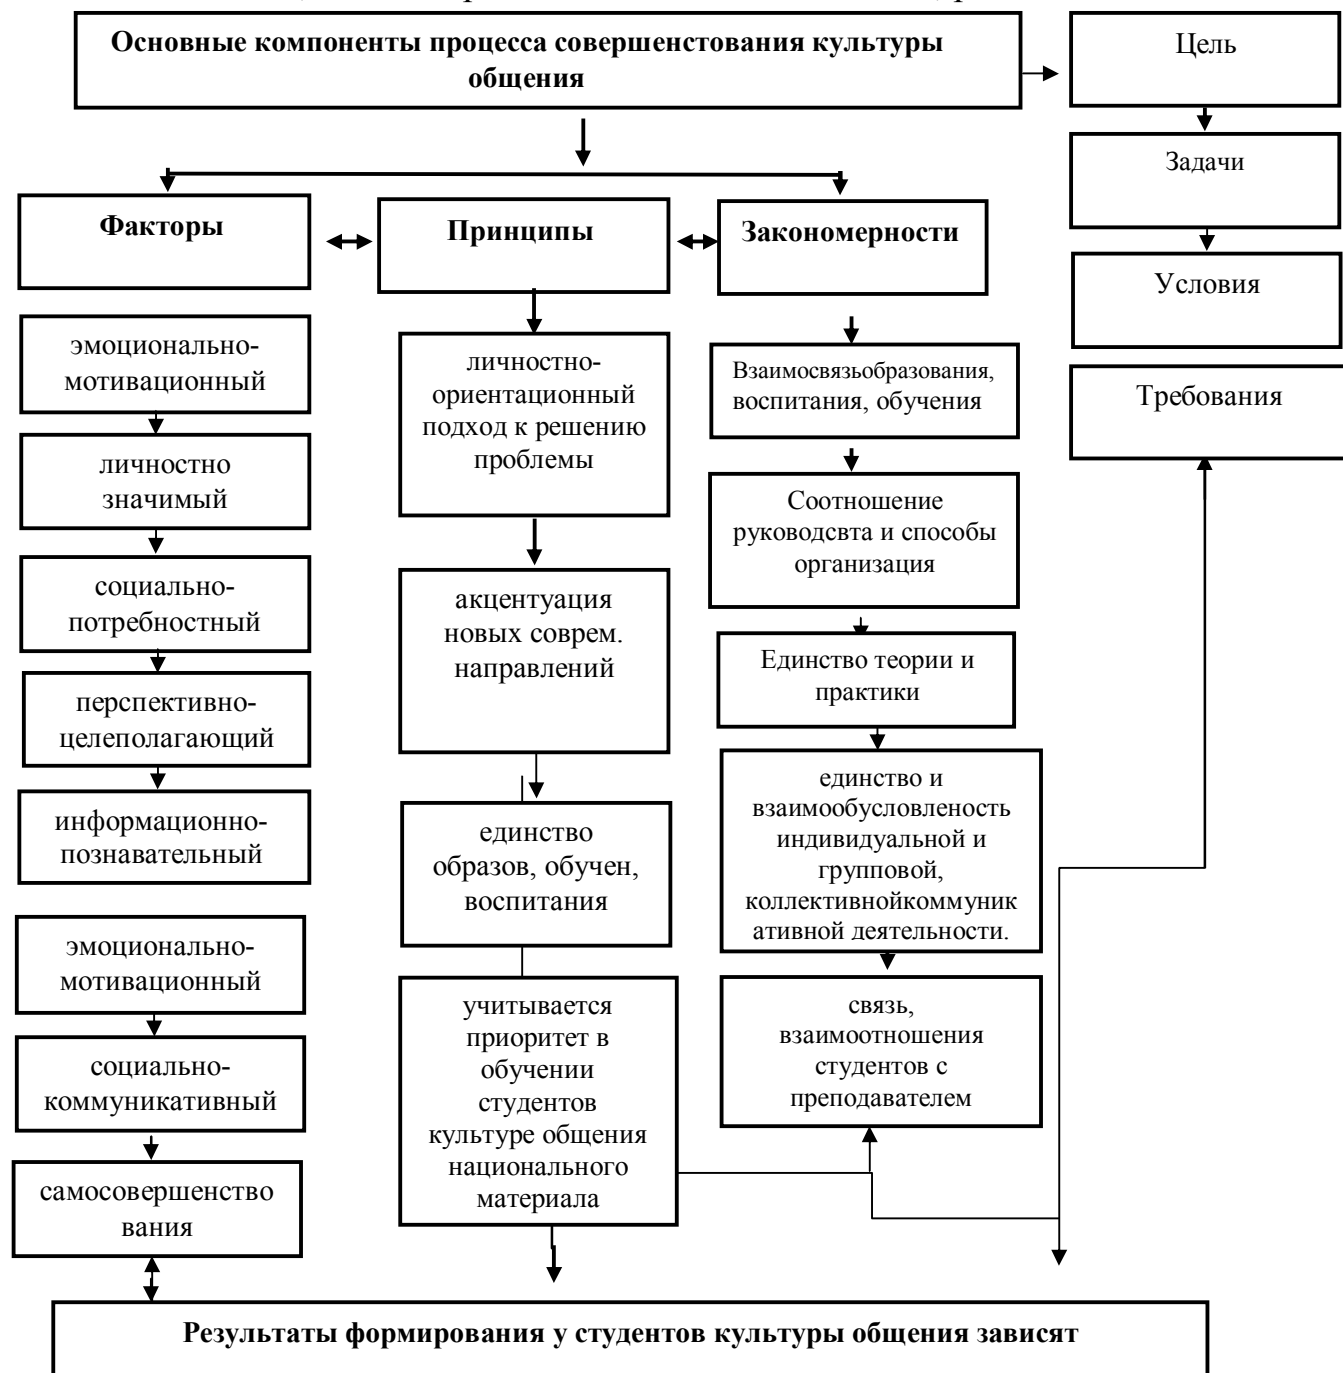 Основные компоненты процесса совершенстования культуры
общения
Цель
Задачи
Условия
Требования
Факторы
Принципы
Закономерности
эмоционально-
мотивационный
личностно
значимый
социально-
потребностный
перспективно-
целеполагающий
информационно-
познавательный
эмоционально-
мотивационный
социально-
коммуникативный
самосовершенство
вания
личностно-
ориентационный
подход к решению
проблемы
акцентуация
новых соврем.
направлений
единство
образов, обучен,
воспитания
учитывается
приоритет в
обучении
студентов
культуре общения
национального
материала
Взаимосвязьобразования,
воспитания, обучения
Соотношение
руководсвта и способы
организация
Единство теории и
практики
единство и
взаимообусловленость
индивидуальной и
групповой,
коллективнойкоммуник
ативной деятельности.
связь,
взаимоотношения
студентов с
преподавателем
Результаты формирования у студентов культуры общения зависят